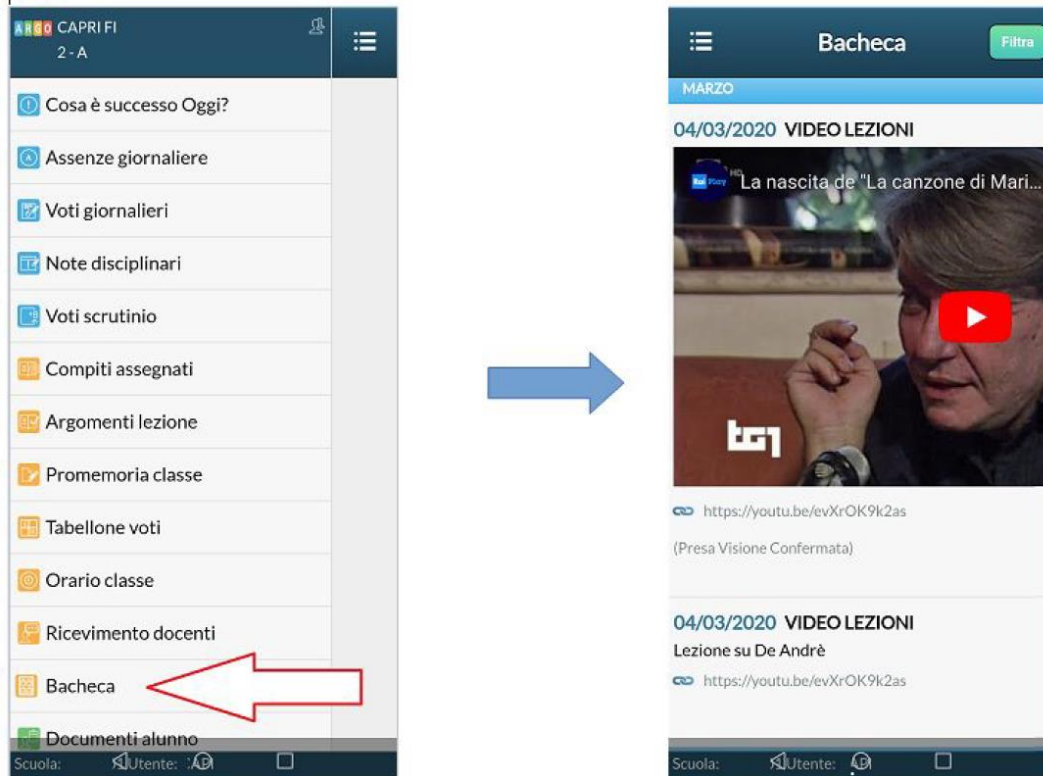 ARGO CAPRI FI
2 - A
Cosa è successo Oggi?
Assenze giornaliere
Voti giornalieri
Note disciplinari
Voti scrutinio
Compiti assegnati
Argomenti lezione
Promemoria classe
Tabellone voti
Orario classe
Ricevimento docenti
Bacheca
Documenti alunno
Scuola: Utente:
Bacheca
Filtra
MARZO
04/03/2020 VIDEO LEZIONI
Rai Play HD "La nascita de "La canzone di Mari...
tg1
https://youtu.be/evXrOK9k2as
(Presa Visione Confermata)
04/03/2020 VIDEO LEZIONI
Lezione su De Andrè
https://youtu.be/evXrOK9k2as
Scuola: Utente: